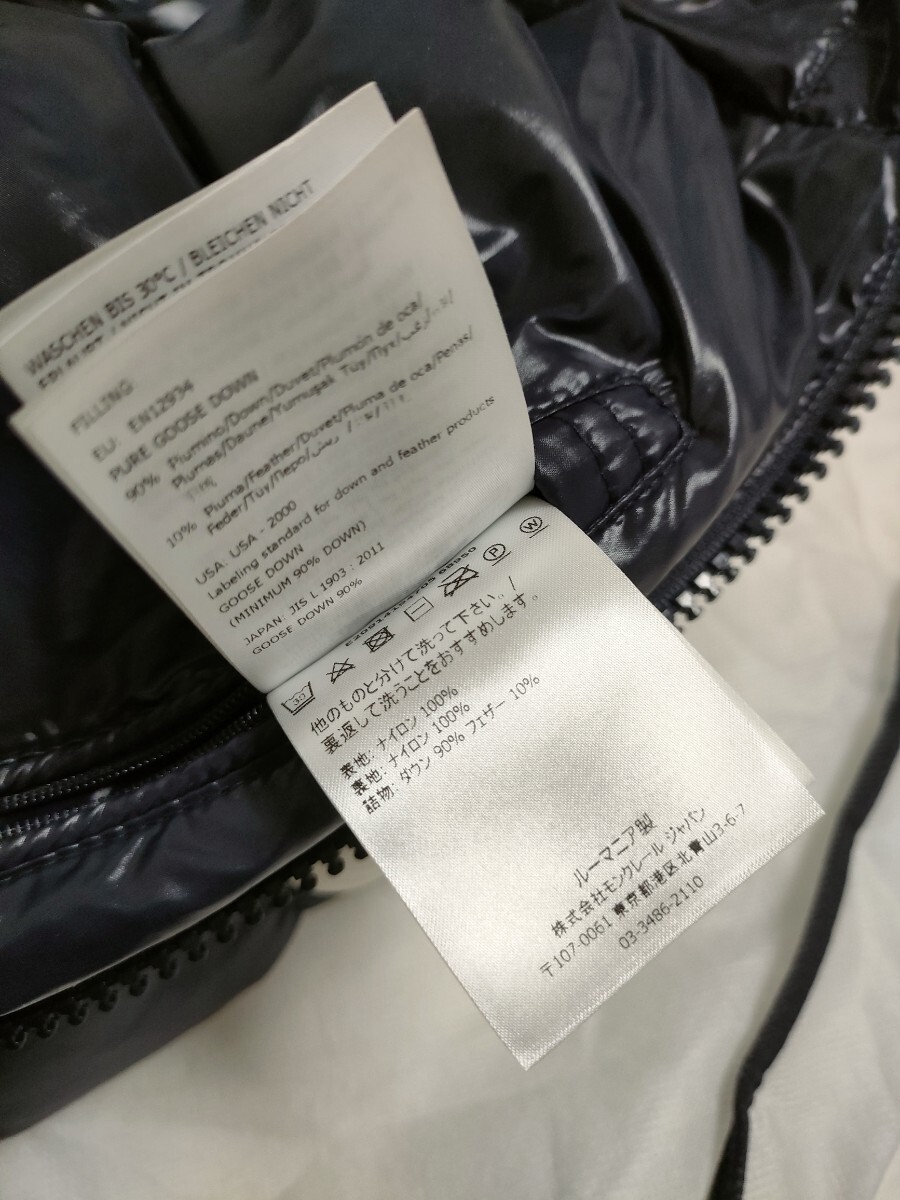 WASCHEN BIS 30°C / BLEICHEN NICHT
FILLING
EU: EN12934
PURE GOOSE DOWN
90% Piumino/Down/Duvet/Plumón de oca/
Plumas/Daune/Yumuşak Tüy/Пух/
10% Piuma/Feather/Duvet/Pluma de oca/Penas/
Feder/Tüy/Перо/
USA: USA - 2000
Labeling standard for down and feather products
GOOSE DOWN
(MINIMUM 90% DOWN)
JAPAN: JIS L 1903 : 2011
GOOSE DOWN 90%
P W
他のものと分けて洗って下さい。/
裏返して洗うことをおすすめします。
表地: ナイロン 100%
裏地: ナイロン 100%
詰物: ダウン 90% フェザー 10%
ルーマニア製
株式会社モンクレール ジャパン
〒107-0061 東京都港区北青山3-6-7
03-3486-2110